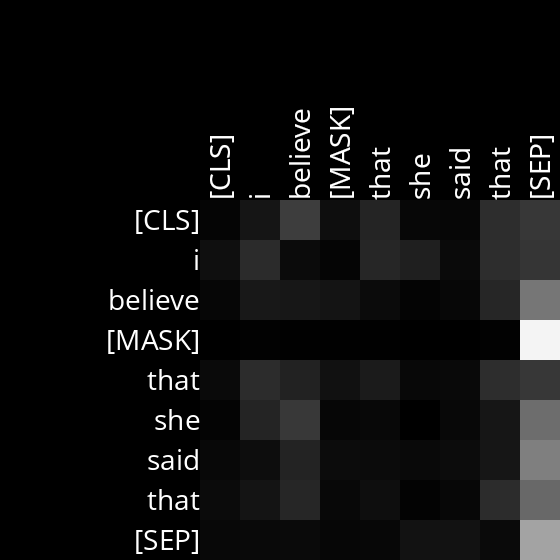 [CLS] i believe [MASK] that she said that [SEP]
[CLS]
i
believe
[MASK]
that
she
said
that
[SEP]